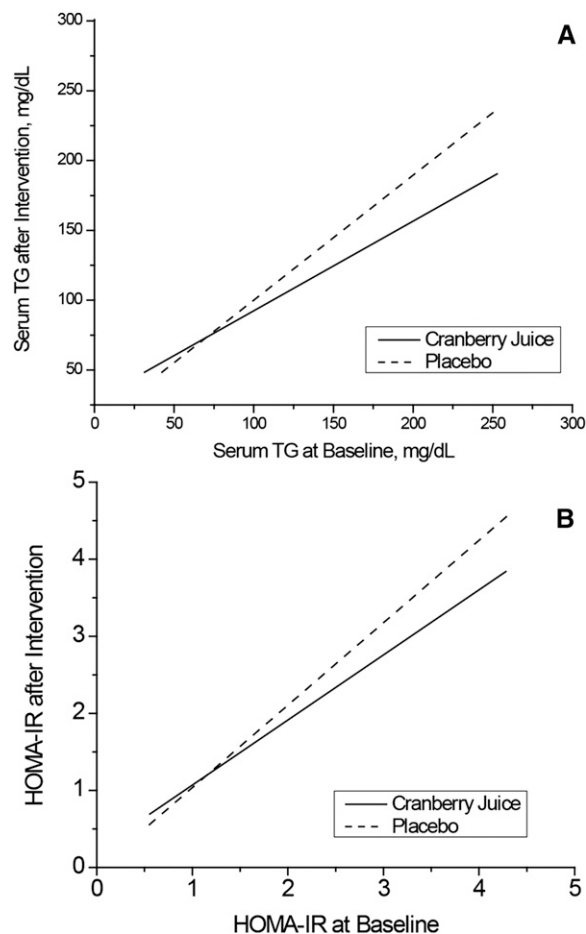 A
300
250
200
150
100
50
Serum TG after Intervention, mg/dL
Cranberry Juice
Placebo
0 50 100 150 200 250 300
Serum TG at Baseline, mg/dL
B
5
4
3
2
1
0
HOMA-IR after Intervention
Cranberry Juice
Placebo
0 1 2 3 4 5
HOMA-IR at Baseline